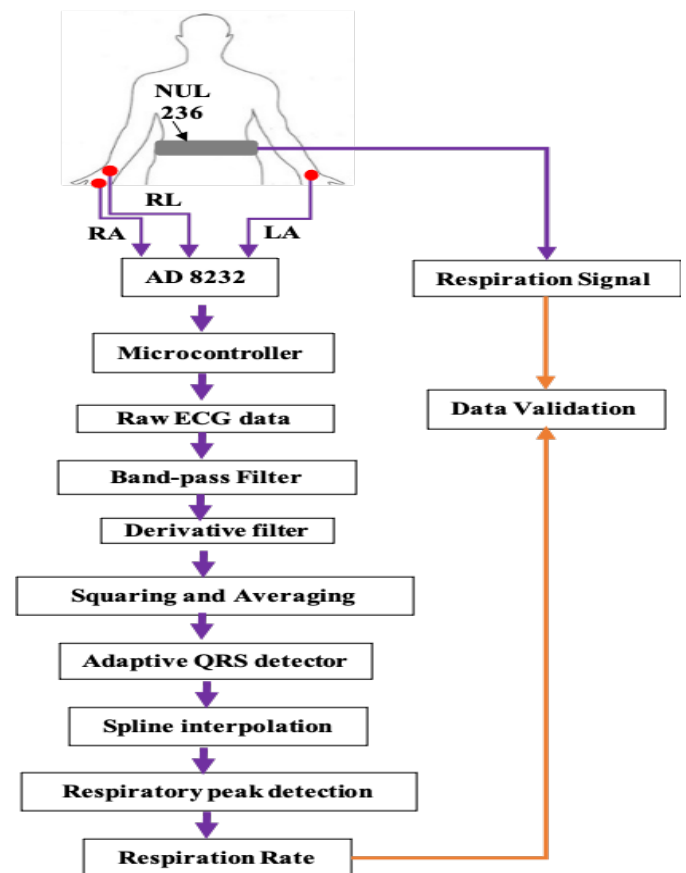 NUL
236
RL
RA
LA
AD 8232
Respiration Signal
Microcontroller
Data Validation
Raw ECG data
Band-pass Filter
Derivative filter
Squaring and Averaging
Adaptive QRS detector
Spline interpolation
Respiratory peak detection
Respiration Rate